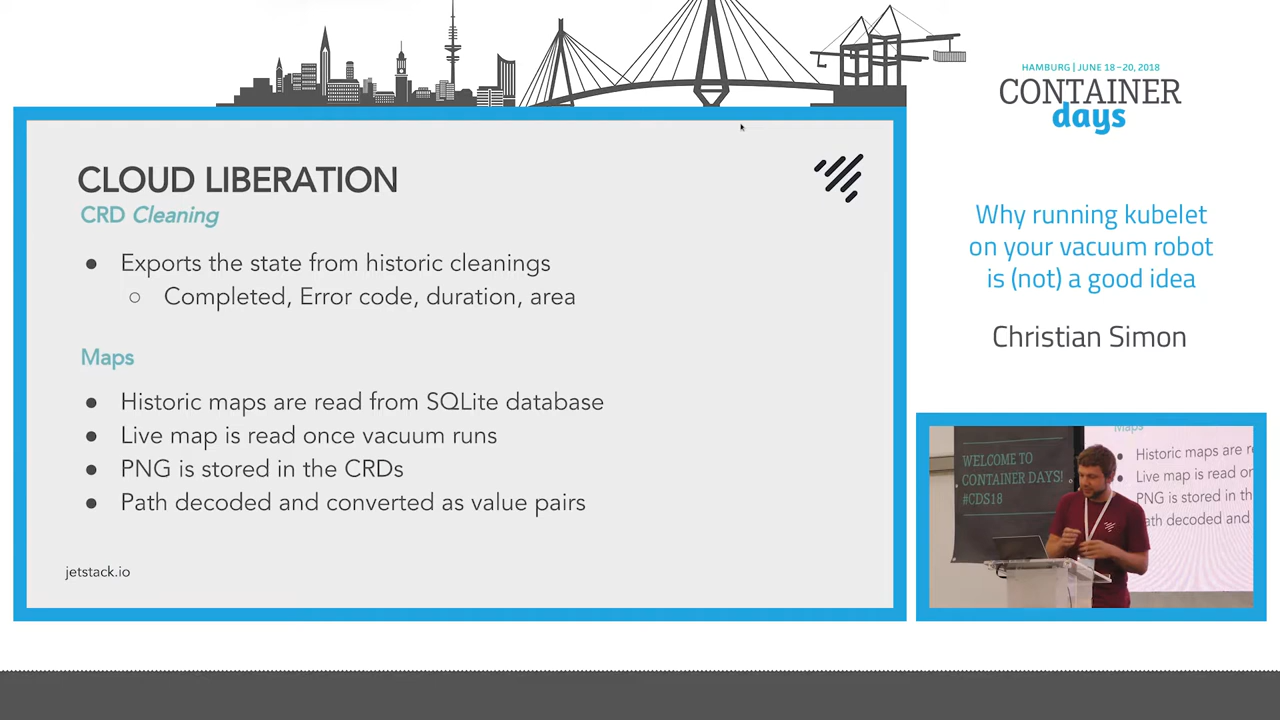 HAMBURG | JUNE 18–20, 2018
CONTAINER
days
CLOUD LIBERATION
CRD Cleaning
● Exports the state from historic cleanings
○ Completed, Error code, duration, area
Maps
● Historic maps are read from SQLite database
● Live map is read once vacuum runs
● PNG is stored in the CRDs
● Path decoded and converted as value pairs
jetstack.io
Why running kubelet
on your vacuum robot
is (not) a good idea
Christian Simon
WELCOME TO
CONTAINER DAYS!
#CDS18
Maps
● Historic maps are r
● Live map is read on
PNG is stored in th
ath decoded and